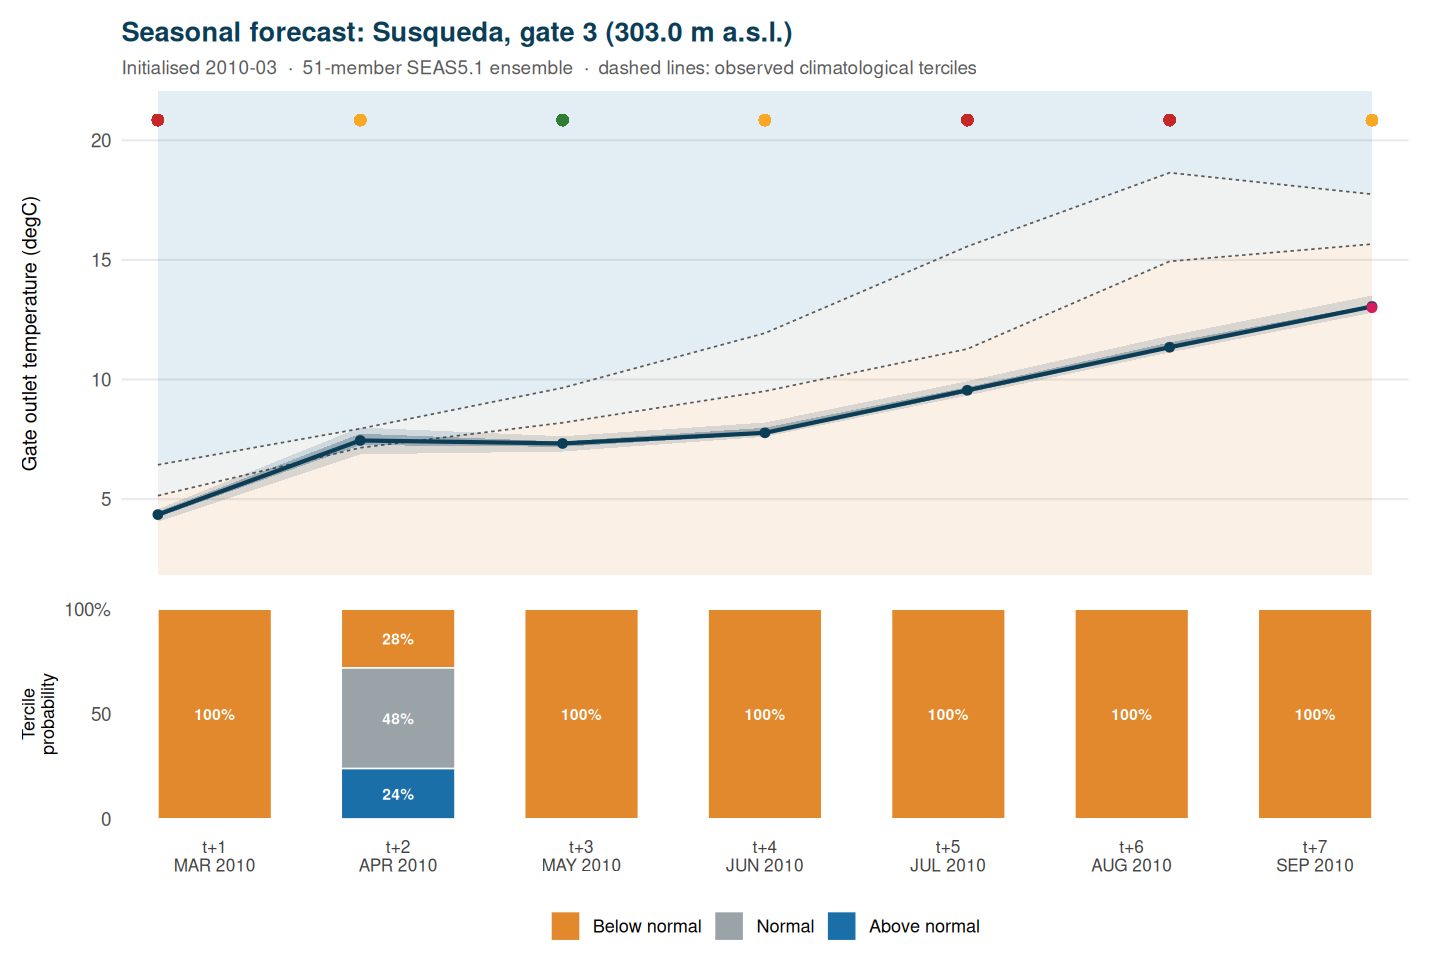 Seasonal forecast: Susqueda, gate 3 (303.0 m a.s.l.)
Initialised 2010-03 · 51-member SEAS5.1 ensemble · dashed lines: observed climatological terciles
Gate outlet temperature (degC)
20
15
10
5
Tercile
probability
100%
50
0
100%
28%
48%
24%
100%
100%
100%
100%
100%
t+1
MAR 2010
t+2
APR 2010
t+3
MAY 2010
t+4
JUN 2010
t+5
JUL 2010
t+6
AUG 2010
t+7
SEP 2010
Below normal
Normal
Above normal